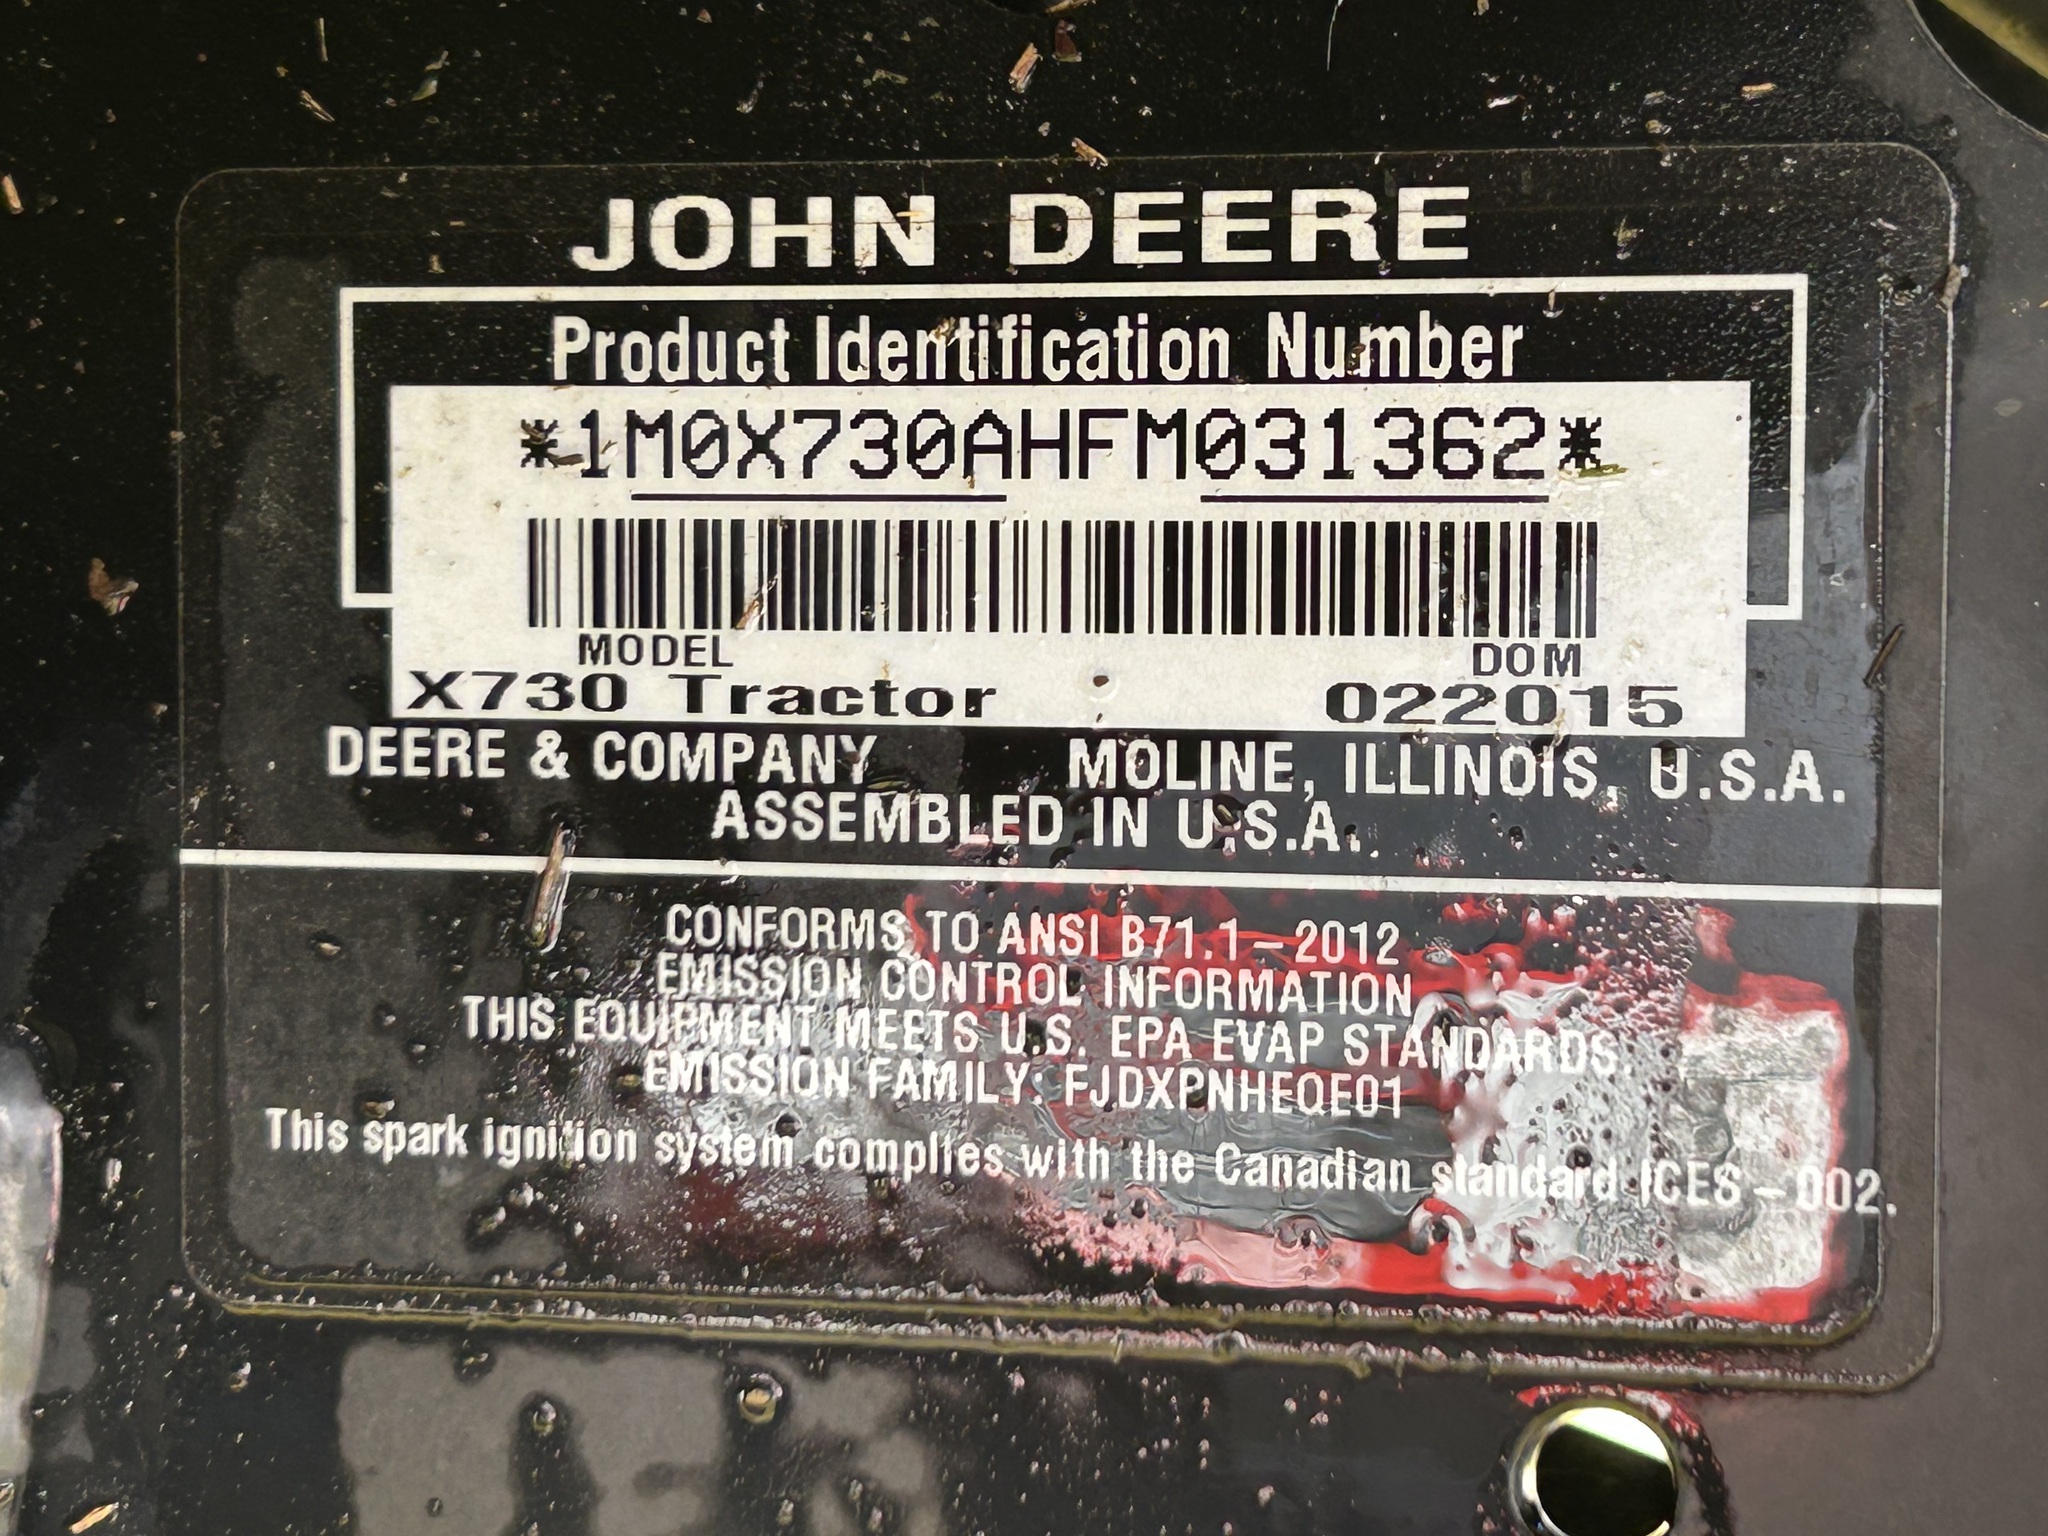 JOHN DEERE
Product Identification Number
*1M0X730AHFM031362*
MODEL DOM
X730 Tractor 022015
DEERE & COMPANY MOLINE, ILLINOIS, U.S.A.
ASSEMBLED IN U.S.A.
CONFORMS TO ANSI B71.1-2012
EMISSION CONTROL INFORMATION
THIS EQUIPMENT MEETS U.S. EPA EVAP STANDARDS.
EMISSION FAMILY: FJDXPNHEQE01
This spark ignition system complies with the Canadian standard ICES-002.